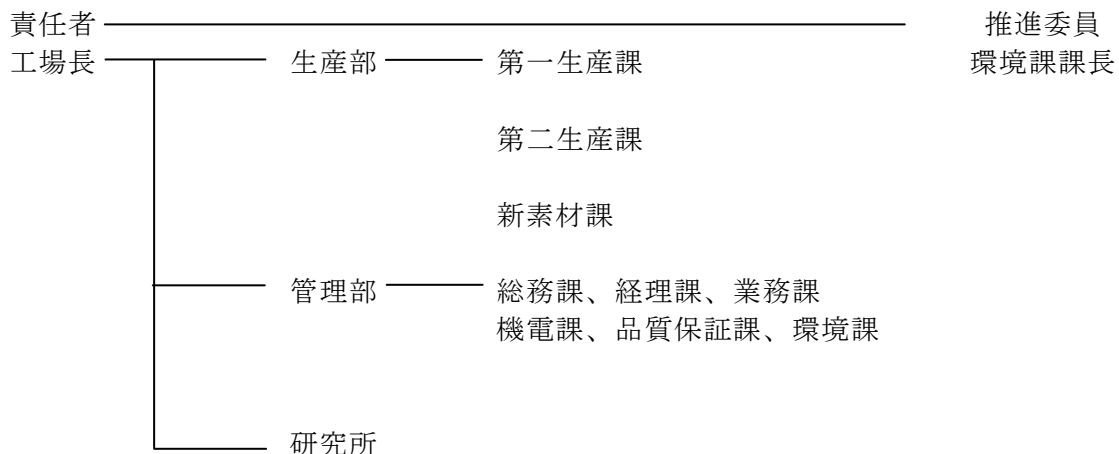 責任者 推進委員
工場長 生産部 第一生産課 環境課課長
第二生産課
新素材課
管理部 総務課、経理課、業務課
機電課、品質保証課、環境課
研究所